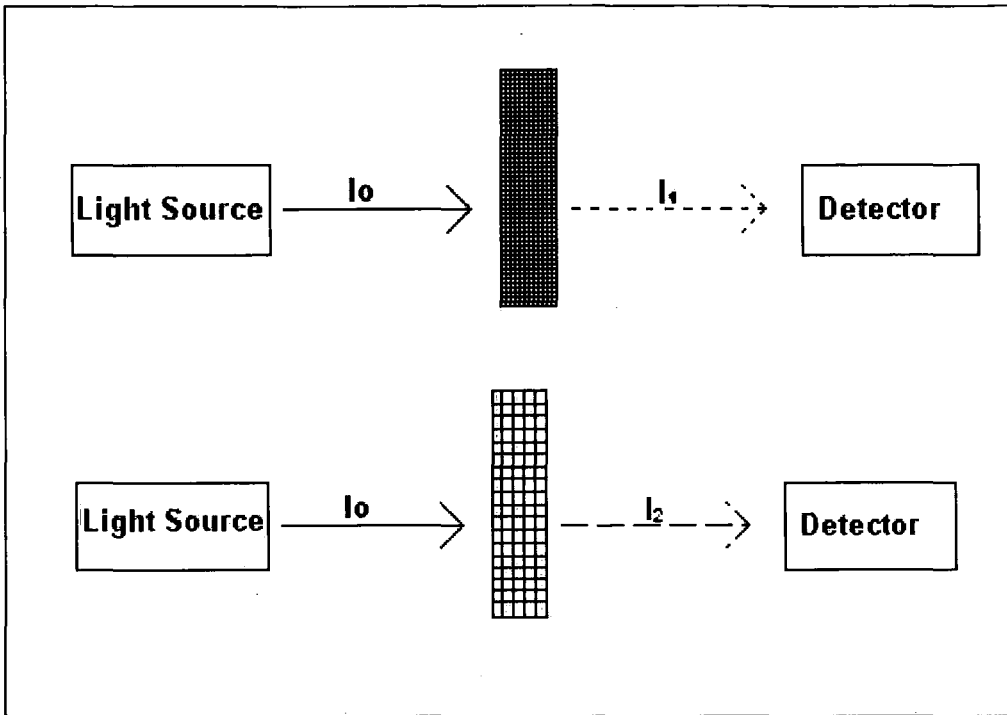 Light Source
Io
I₁
Detector
Light Source
Io
I₂
Detector